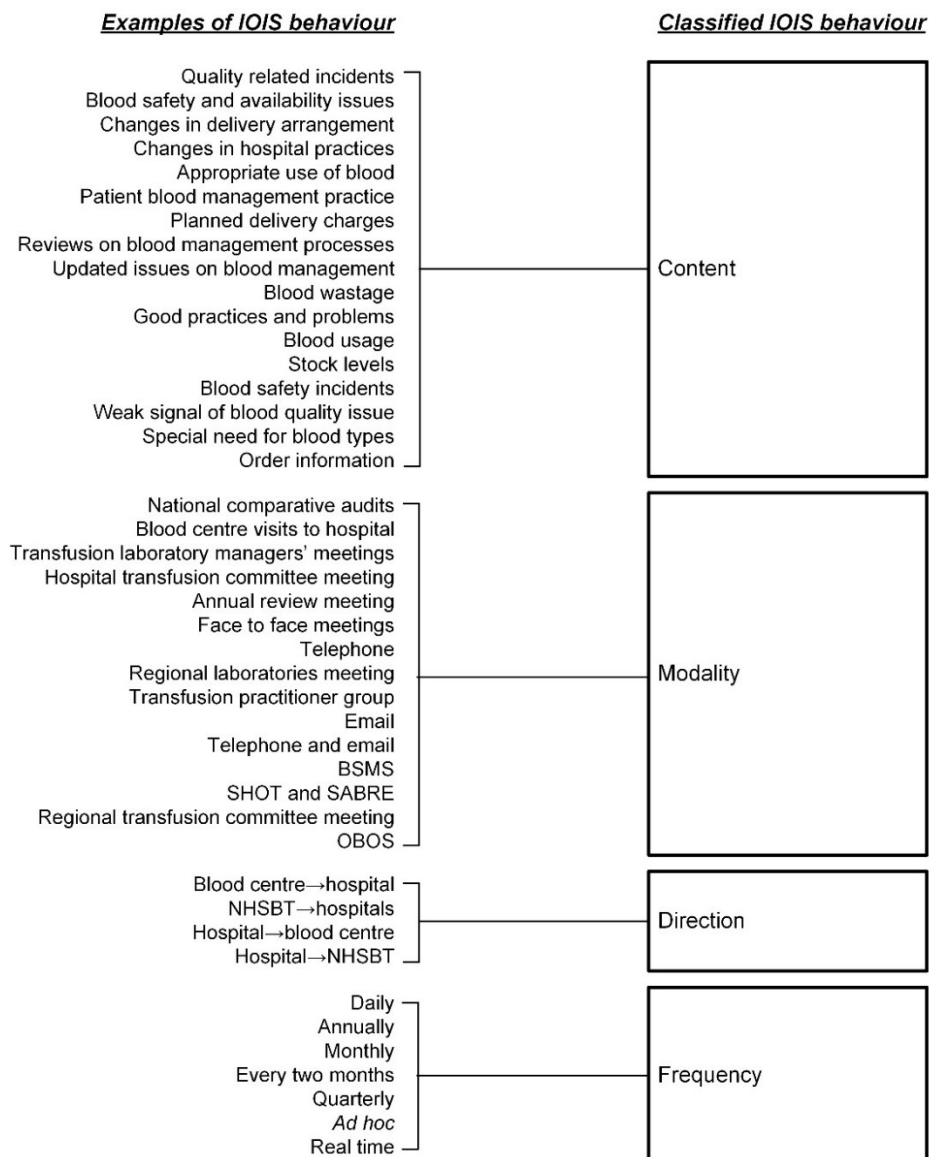 Examples of IOIS behaviour
Classified IOIS behaviour
Quality related incidents
Blood safety and availability issues
Changes in delivery arrangement
Changes in hospital practices
Appropriate use of blood
Patient blood management practice
Planned delivery charges
Reviews on blood management processes
Updated issues on blood management
Blood wastage
Good practices and problems
Blood usage
Stock levels
Blood safety incidents
Weak signal of blood quality issue
Special need for blood types
Order information
Content
National comparative audits
Blood centre visits to hospital
Transfusion laboratory managers' meetings
Hospital transfusion committee meeting
Annual review meeting
Face to face meetings
Telephone
Regional laboratories meeting
Transfusion practitioner group
Email
Telephone and email
BSMS
SHOT and SABRE
Regional transfusion committee meeting
OBOS
Modality
Blood centre→hospital
NHSBT→hospitals
Hospital→blood centre
Hospital→NHSBT
Direction
Daily
Annually
Monthly
Every two months
Quarterly
Ad hoc
Real time
Frequency